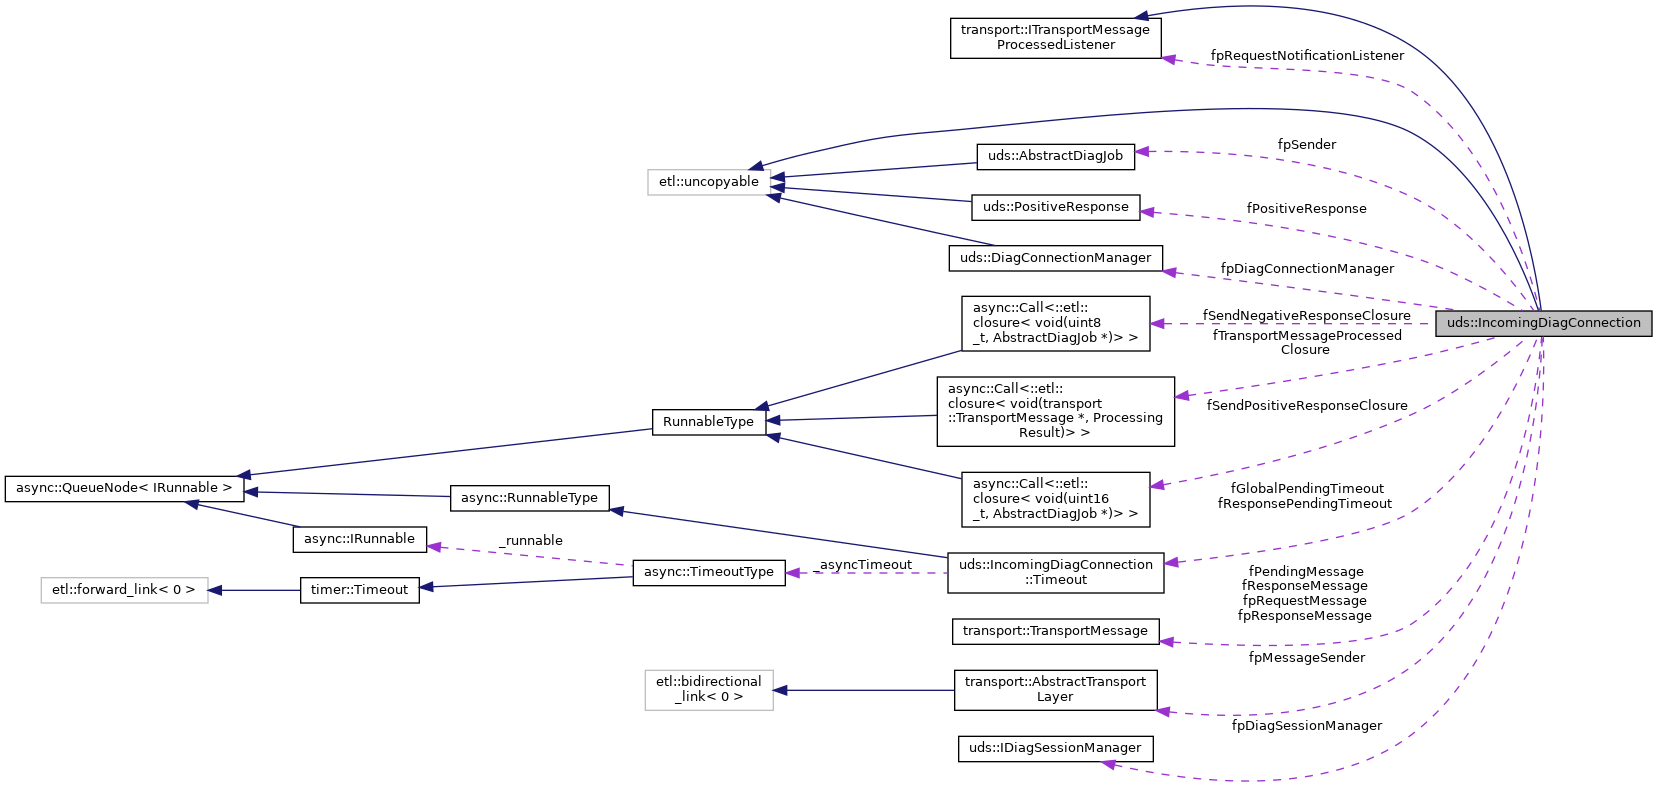 transport::ITransportMessage
ProcessedListener
fpRequestNotificationListener
uds::AbstractDiagJob
fpSender
etl::uncopyable
uds::PositiveResponse
fPositiveResponse
uds::DiagConnectionManager
fpDiagConnectionManager
async::Call<::etl::
closure< void(uint8
_t, AbstractDiagJob *)> >
fSendNegativeResponseClosure
uds::IncomingDiagConnection
fTransportMessageProcessed
Closure
async::Call<::etl::
closure< void(transport
::TransportMessage *, Processing
Result)> >
fSendPositiveResponseClosure
RunnableType
async::Call<::etl::
closure< void(uint16
_t, AbstractDiagJob *)> >
async::QueueNode< IRunnable >
async::RunnableType
fGlobalPendingTimeout
fResponsePendingTimeout
async::IRunnable
_runnable
async::TimeoutType
_asyncTimeout
uds::IncomingDiagConnection
::Timeout
etl::forward_link< 0 >
timer::Timeout
fPendingMessage
fResponseMessage
fpRequestMessage
fpResponseMessage
transport::TransportMessage
fpMessageSender
etl::bidirectional
_link< 0 >
transport::AbstractTransport
Layer
fpDiagSessionManager
uds::IDiagSessionManager